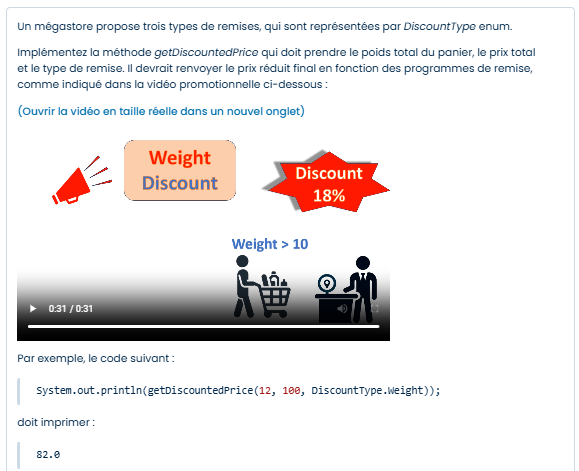 Un mégastore propose trois types de remises, qui sont représentées par DiscountType enum.
Implémentez la méthode getDiscountedPrice qui doit prendre le poids total du panier, le prix total
et le type de remise. Il devrait renvoyer le prix réduit final en fonction des programmes de remise,
comme indiqué dans la vidéo promotionnelle ci-dessous :
(Ouvrir la vidéo en taille réelle dans un nouvel onglet)
Weight
Discount
Discount
18%
Weight > 10
0:31 / 0:31
Par exemple, le code suivant :
System.out.println(getDiscountedPrice(12, 100, DiscountType.Weight));
doit imprimer :
82.0